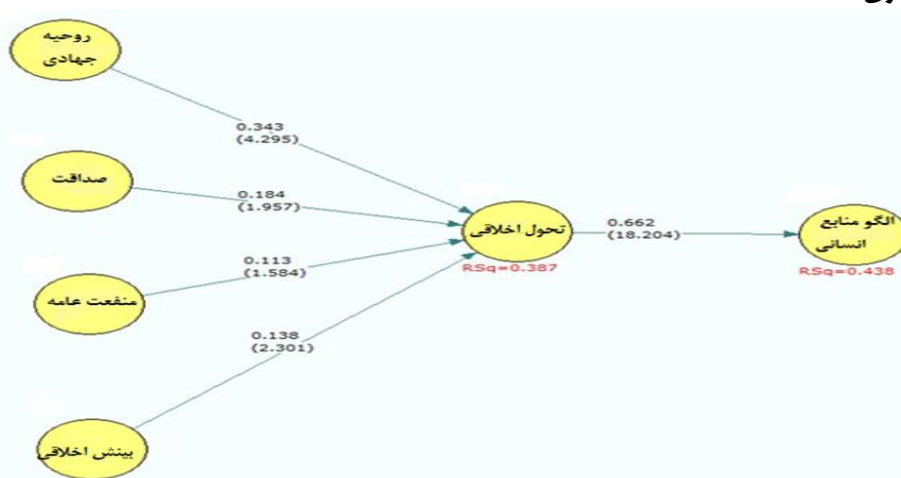 روحیه
جهادی
0.343
(4.295)
صداقت
0.184
(1.957)
تحول اخلاقی
RSq=0.387
0.662
(18.204)
الگو منابع
انسانی
RSq=0.438
0.113
(1.584)
منفعت عامه
0.138
(2.301)
بینش اخلاقی